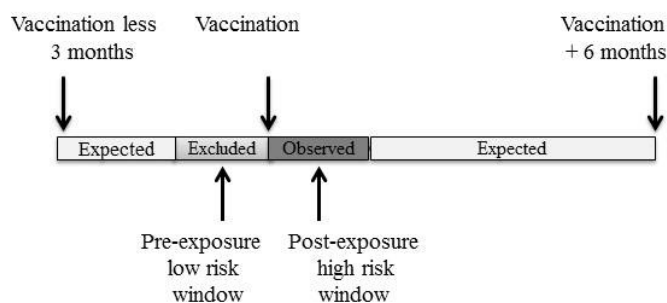 Vaccination less
3 months
Vaccination
Vaccination
+ 6 months
Expected
Excluded
Observed
Expected
Pre-exposure
low risk
window
Post-exposure
high risk
window